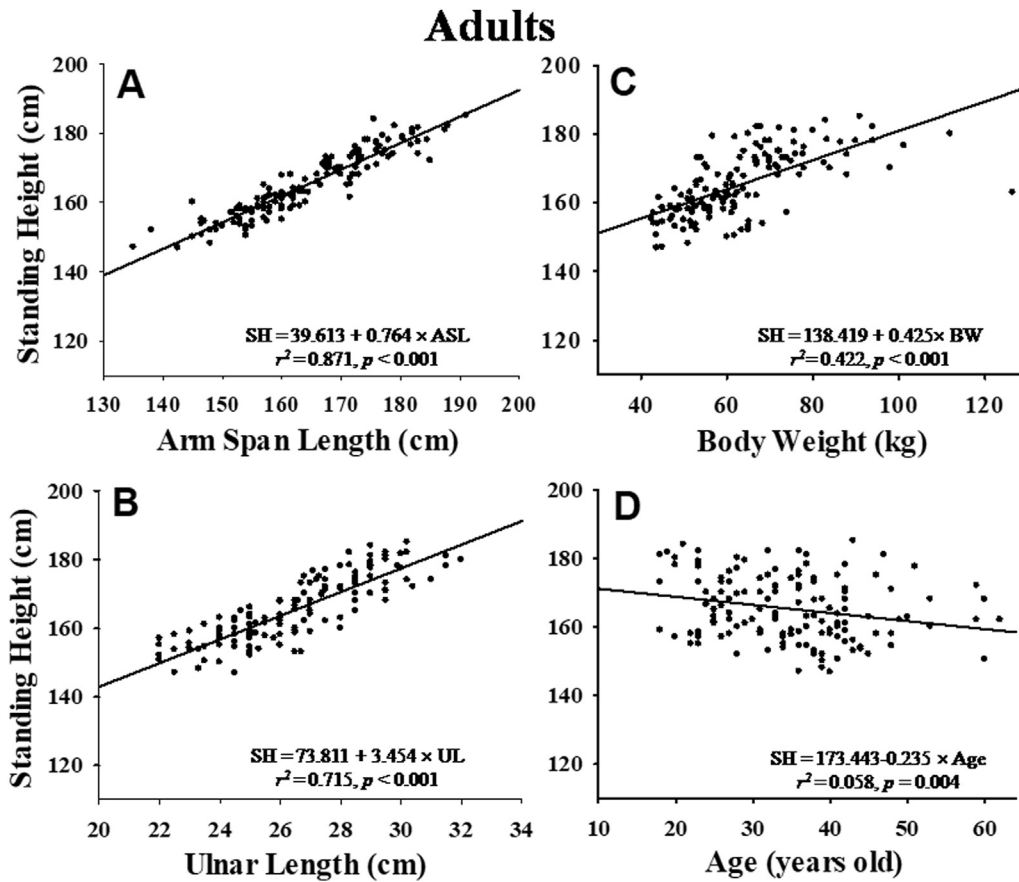 Adults
A
Standing Height (cm)
200
180
160
140
120
SH = 39.613 + 0.764 × ASL
r² = 0.871, p < 0.001
130 140 150 160 170 180 190 200
Arm Span Length (cm)
C
200
180
160
140
120
SH = 138.419 + 0.425× BW
r² = 0.422, p < 0.001
40 60 80 100 120
Body Weight (kg)
B
Standing Height (cm)
200
180
160
140
120
SH = 73.811 + 3.454 × UL
r² = 0.715, p < 0.001
20 22 24 26 28 30 32 34
Ulnar Length (cm)
D
200
180
160
140
120
SH = 173.443-0.235 × Age
r² = 0.058, p = 0.004
10 20 30 40 50 60
Age (years old)